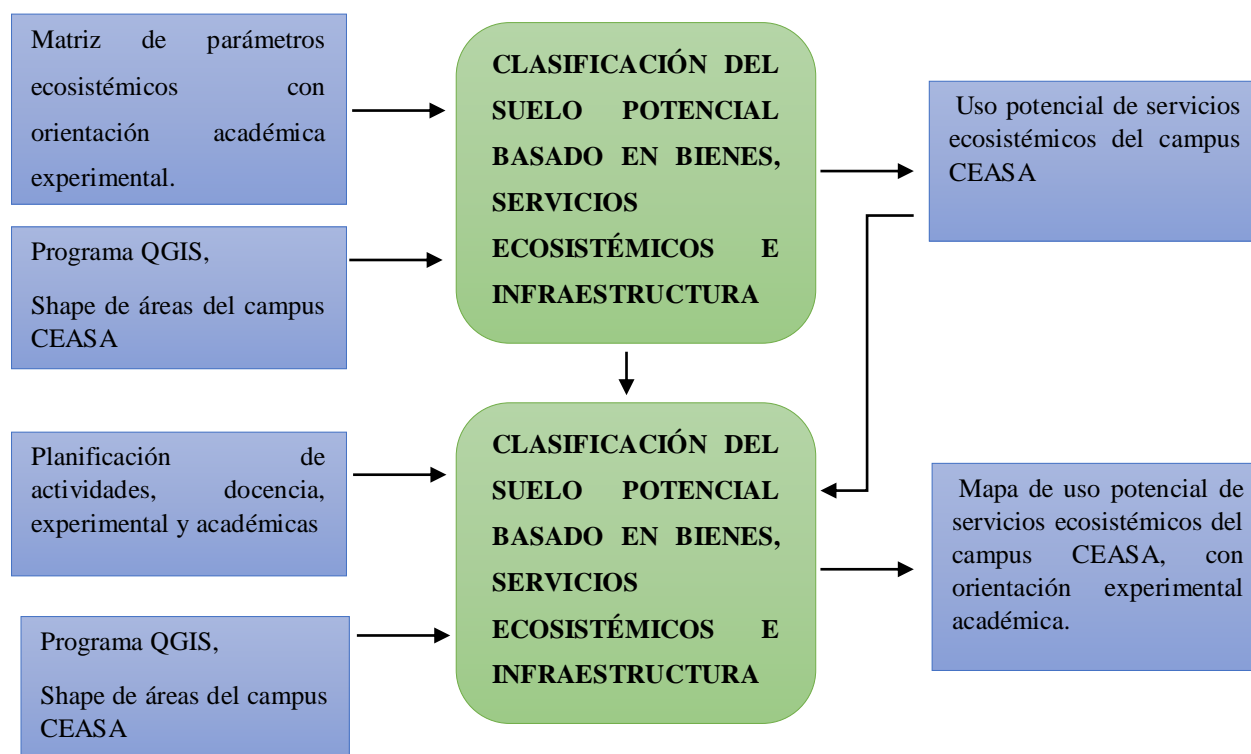 Matriz de parámetros
ecosistémicos con
orientación académica
experimental.
Programa QGIS,
Shape de áreas del campus
CEASA
CLASIFICACIÓN DEL
SUELO POTENCIAL
BASADO EN BIENES,
SERVICIOS
ECOSISTÉMICOS E
INFRAESTRUCTURA
Uso potencial de servicios
ecosistémicos del campus
CEASA
Planificación de
actividades, docencia,
experimental y académicas
Programa QGIS,
Shape de áreas del campus
CEASA
CLASIFICACIÓN DEL
SUELO POTENCIAL
BASADO EN BIENES,
SERVICIOS
ECOSISTÉMICOS E
INFRAESTRUCTURA
Mapa de uso potencial de
servicios ecosistémicos del
campus CEASA, con
orientación experimental
académica.